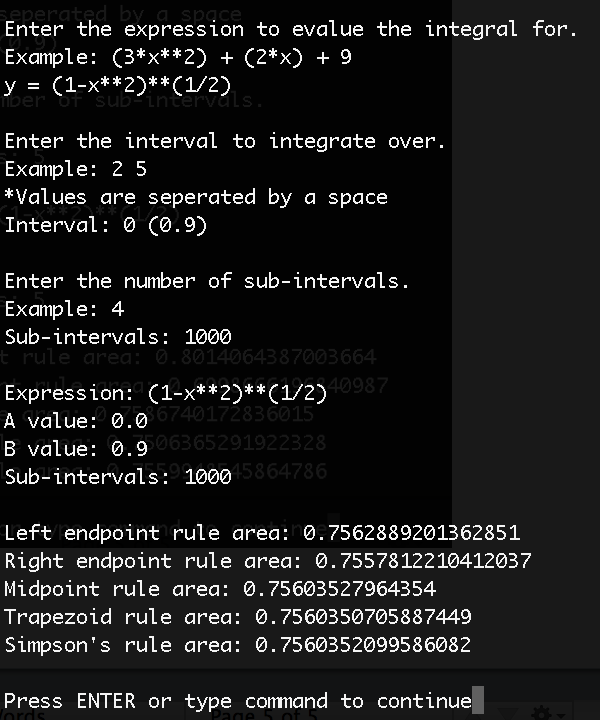 Enter the expression to evalue the integral for.
Example: (3*x**2) + (2*x) + 9
y = (1-x**2)**(1/2)
Enter the interval to integrate over.
Example: 2 5
*Values are seperated by a space
Interval: 0 (0.9)
Enter the number of sub-intervals.
Example: 4
Sub-intervals: 1000
Expression: (1-x**2)**(1/2)
A value: 0.0
B value: 0.9
Sub-intervals: 1000
Left endpoint rule area: 0.7562889201362851
Right endpoint rule area: 0.7557812210412037
Midpoint rule area: 0.75603527964354
Trapezoid rule area: 0.7560350705887449
Simpson's rule area: 0.7560352099586082
Press ENTER or type command to continue